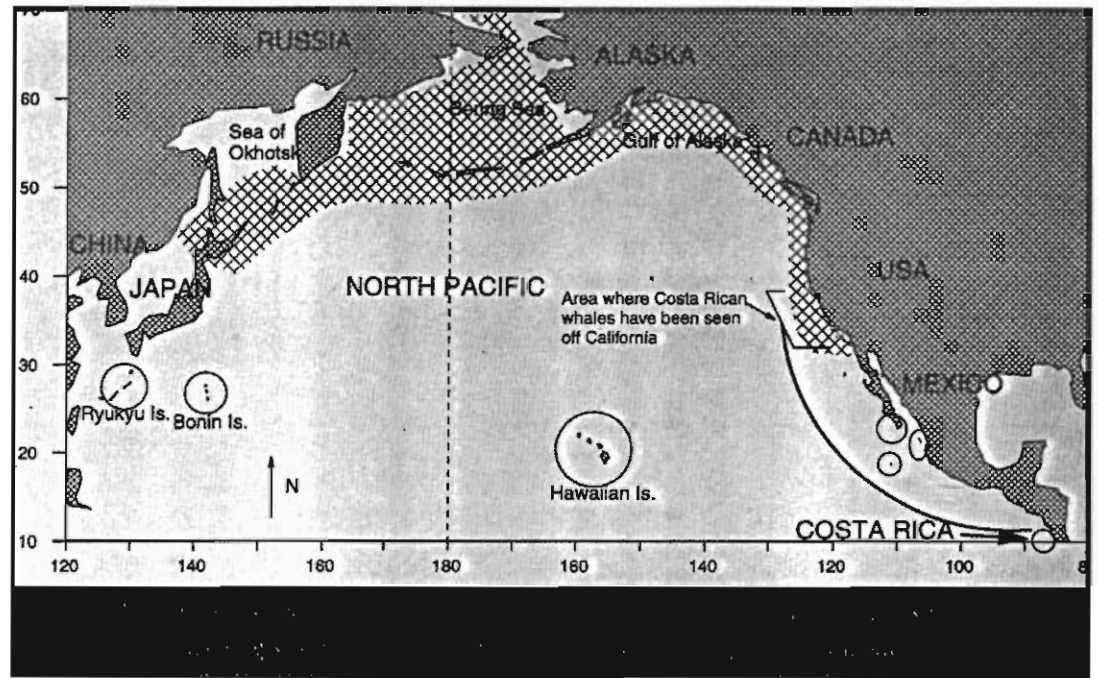 RUSSIA
ALASKA
60
Bering Sea
Sea of
Okhotsk
Gulf of Alaska
CANADA
50
CHINA
USA
40
JAPAN
NORTH PACIFIC
Area where Costa Rican
whales have been seen
off California
30
MEXICO
Ryukyu Is.
Bonin Is.
20
N
Hawaiian Is.
COSTA RICA
10
120
140
160
180
160
140
120
100